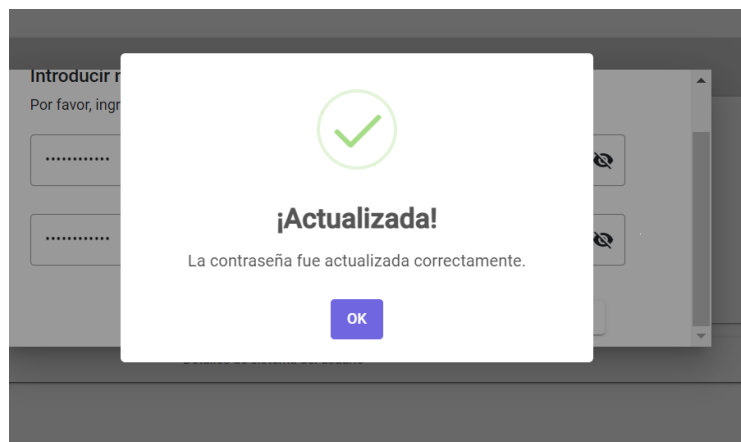 Introducir
Por favor, ingr
¡Actualizada!
La contraseña fue actualizada correctamente.
OK